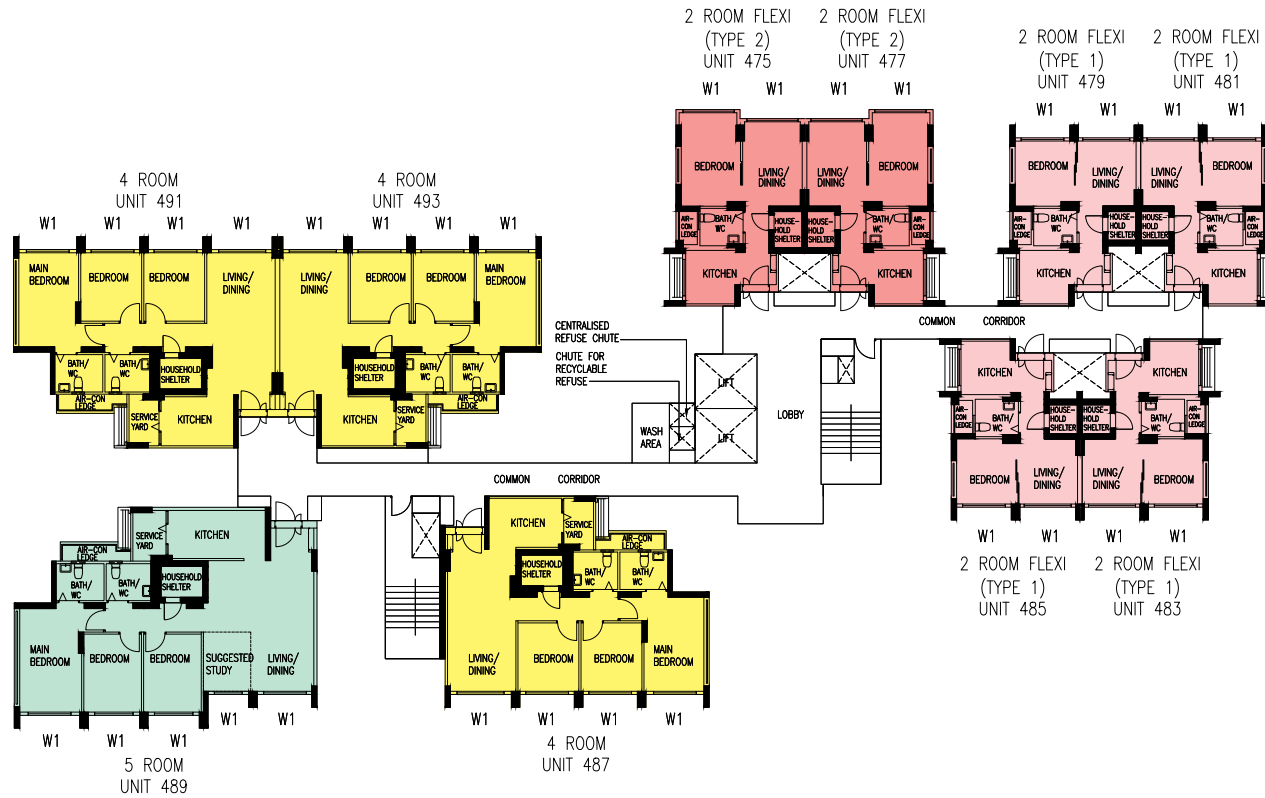 2 ROOM FLEXI
(TYPE 2)
UNIT 475
2 ROOM FLEXI
(TYPE 2)
UNIT 477
2 ROOM FLEXI
(TYPE 1)
UNIT 479
2 ROOM FLEXI
(TYPE 1)
UNIT 481
W1 W1 W1 W1
W1 W1 W1 W1
BEDROOM
LIVING/
DINING
LIVING/
DINING
BEDROOM
BEDROOM
LIVING/
DINING
LIVING/
DINING
BEDROOM
AIR-
CON
LEDGE
BATH/
WC
HOUSE-
HOLD
SHELTER
HOUSE-
HOLD
SHELTER
BATH/
WC
AIR-
CON
LEDGE
AIR-
CON
LEDGE
BATH/
WC
HOUSE-
HOLD
SHELTER
HOUSE-
HOLD
SHELTER
BATH/
WC
AIR-
CON
LEDGE
KITCHEN
KITCHEN
KITCHEN
KITCHEN
4 ROOM
UNIT 491
4 ROOM
UNIT 493
W1 W1 W1 W1 W1 W1 W1 W1
MAIN
BEDROOM
BEDROOM
BEDROOM
LIVING/
DINING
LIVING/
DINING
BEDROOM
BEDROOM
MAIN
BEDROOM
BATH/
WC
BATH/
WC
HOUSEHOLD
SHELTER
HOUSEHOLD
SHELTER
BATH/
WC
BATH/
WC
AIR-CON
LEDGE
SERVICE
YARD
KITCHEN
KITCHEN
SERVICE
YARD
AIR-CON
LEDGE
CENTRALISED
REFUSE CHUTE
CHUTE FOR
RECYCLABLE
REFUSE
WASH
AREA
LIFT
LIFT
LOBBY
COMMON CORRIDOR
KITCHEN
KITCHEN
AIR-
CON
LEDGE
BATH/
WC
HOUSE-
HOLD
SHELTER
HOUSE-
HOLD
SHELTER
BATH/
WC
AIR-
CON
LEDGE
BEDROOM
LIVING/
DINING
LIVING/
DINING
BEDROOM
W1 W1 W1 W1
2 ROOM FLEXI
(TYPE 1)
UNIT 485
2 ROOM FLEXI
(TYPE 1)
UNIT 483
COMMON CORRIDOR
AIR-CON
LEDGE
SERVICE
YARD
KITCHEN
BATH/
WC
BATH/
WC
HOUSEHOLD
SHELTER
MAIN
BEDROOM
BEDROOM
BEDROOM
SUGGESTED
STUDY
LIVING/
DINING
W1 W1 W1 W1 W1
5 ROOM
UNIT 489
KITCHEN
SERVICE
YARD
AIR-CON
LEDGE
HOUSEHOLD
SHELTER
BATH/
WC
BATH/
WC
LIVING/
DINING
BEDROOM
BEDROOM
MAIN
BEDROOM
W1 W1 W1 W1
4 ROOM
UNIT 487